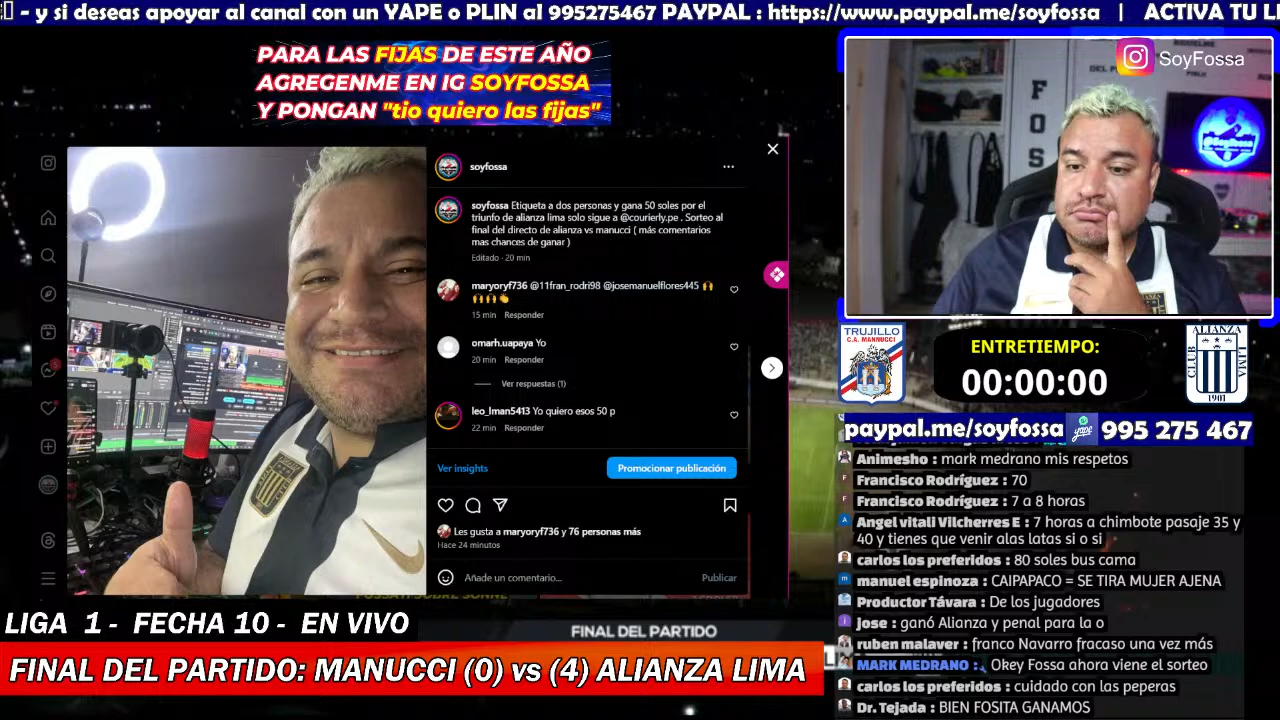 - y si deseas apoyar al canal con un YAPE o PLIN al 995275467 PAYPAL : https://www.paypal.me/soyfossa | ACTIVA TU
PARA LAS FIJAS DE ESTE AÑO
AGREGENME EN IG SOYFOSSA
Y PONGAN "tio quiero las fijas"
soyfossa
soyfossa Etiqueta a dos personas y gana 50 soles por el
triunfo de alianza lima solo sigue a @courierly.pe . Sorteo al
final del directo de alianza vs manucci ( más comentarios
mas chances de ganar )
Editado · 20 min
maryoryf736 @11fran_rodri98 @josemanuelflores445 🙌
🙌🙌👏
15 min Responder
omarh.uapaya Yo
20 min Responder
Ver respuestas (1)
leo_lman5413 Yo quiero esos 50 p
22 min Responder
Ver insights
Promocionar publicación
Les gusta a maryoryf736 y 76 personas más
Hace 24 minutos
Añade un comentario...
Publicar
LIGA 1 - FECHA 10 - EN VIVO
FINAL DEL PARTIDO
FINAL DEL PARTIDO: MANUCCI (0) vs (4) ALIANZA LIMA
SoyFossa
FOS
TRUJILLO
C.A. MANNUCCI
ENTRETIEMPO:
00:00:00
ALIANZA
CLUB
LIMA
1901
paypal.me/soyfossa yape 995 275 467
Animesho : mark medrano mis respetos
Francisco Rodríguez : 70
Francisco Rodríguez : 7 a 8 horas
Angel vitali Vilcherres E : 7 horas a chimbote pasaje 35 y
40 y tienes que venir alas latas si o si
carlos los preferidos : 80 soles bus cama
manuel espinoza : CAIPAPACO = SE TIRA MUJER AJENA
Productor Távara : De los jugadores
jose : ganó Alianza y penal para la o
ruben malaver : franco Navarro fracaso una vez más
MARK MEDRANO : Okey Fossa ahora viene el sorteo
carlos los preferidos : cuidado con las peperas
Dr. Tejada : BIEN FOSITA GANAMOS